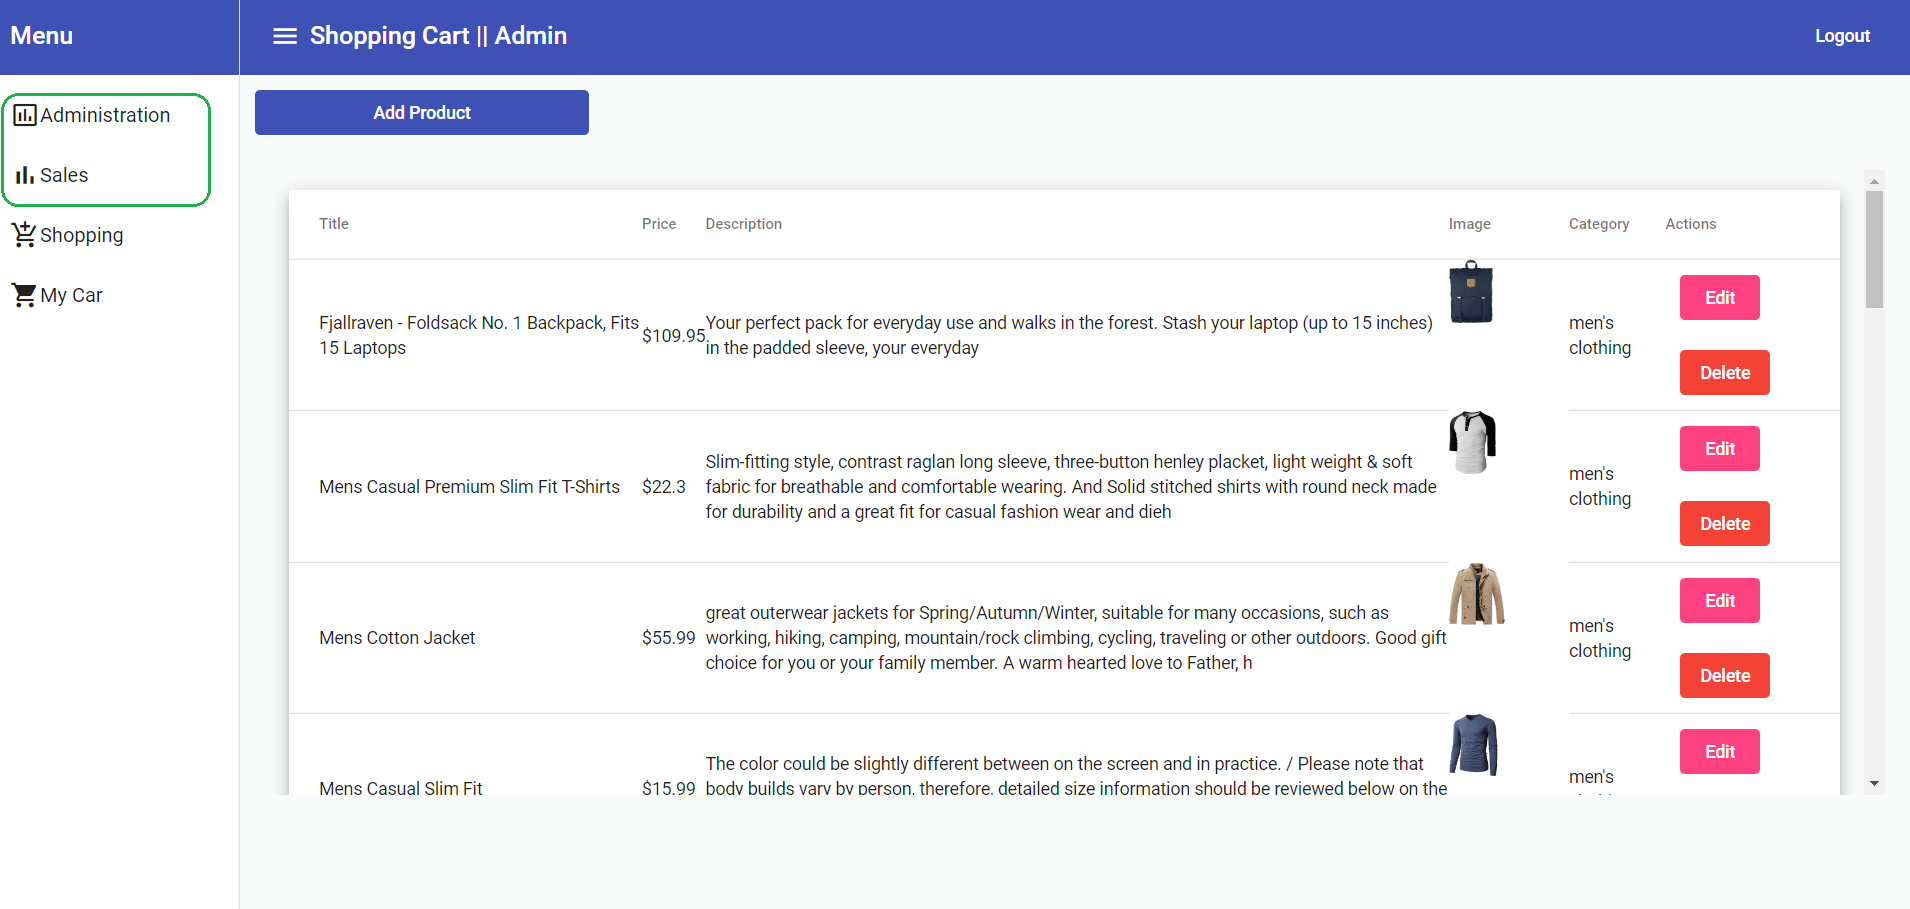 Menu
Shopping Cart || Admin
Logout
Administration
Sales
Shopping
My Car
Add Product
Title Price Description Image Category Actions
Fjallraven - Foldsack No. 1 Backpack, Fits
15 Laptops
$109.95
Your perfect pack for everyday use and walks in the forest. Stash your laptop (up to 15 inches)
in the padded sleeve, your everyday
men's
clothing
Edit
Delete
Mens Casual Premium Slim Fit T-Shirts
$22.3
Slim-fitting style, contrast raglan long sleeve, three-button henley placket, light weight & soft
fabric for breathable and comfortable wearing. And Solid stitched shirts with round neck made
for durability and a great fit for casual fashion wear and dieh
men's
clothing
Edit
Delete
Mens Cotton Jacket
$55.99
great outerwear jackets for Spring/Autumn/Winter, suitable for many occasions, such as
working, hiking, camping, mountain/rock climbing, cycling, traveling or other outdoors. Good gift
choice for you or your family member. A warm hearted love to Father, h
men's
clothing
Edit
Delete
Mens Casual Slim Fit
$15.99
The color could be slightly different between on the screen and in practice. / Please note that
body builds vary by person, therefore, detailed size information should be reviewed below on the
men's
Edit